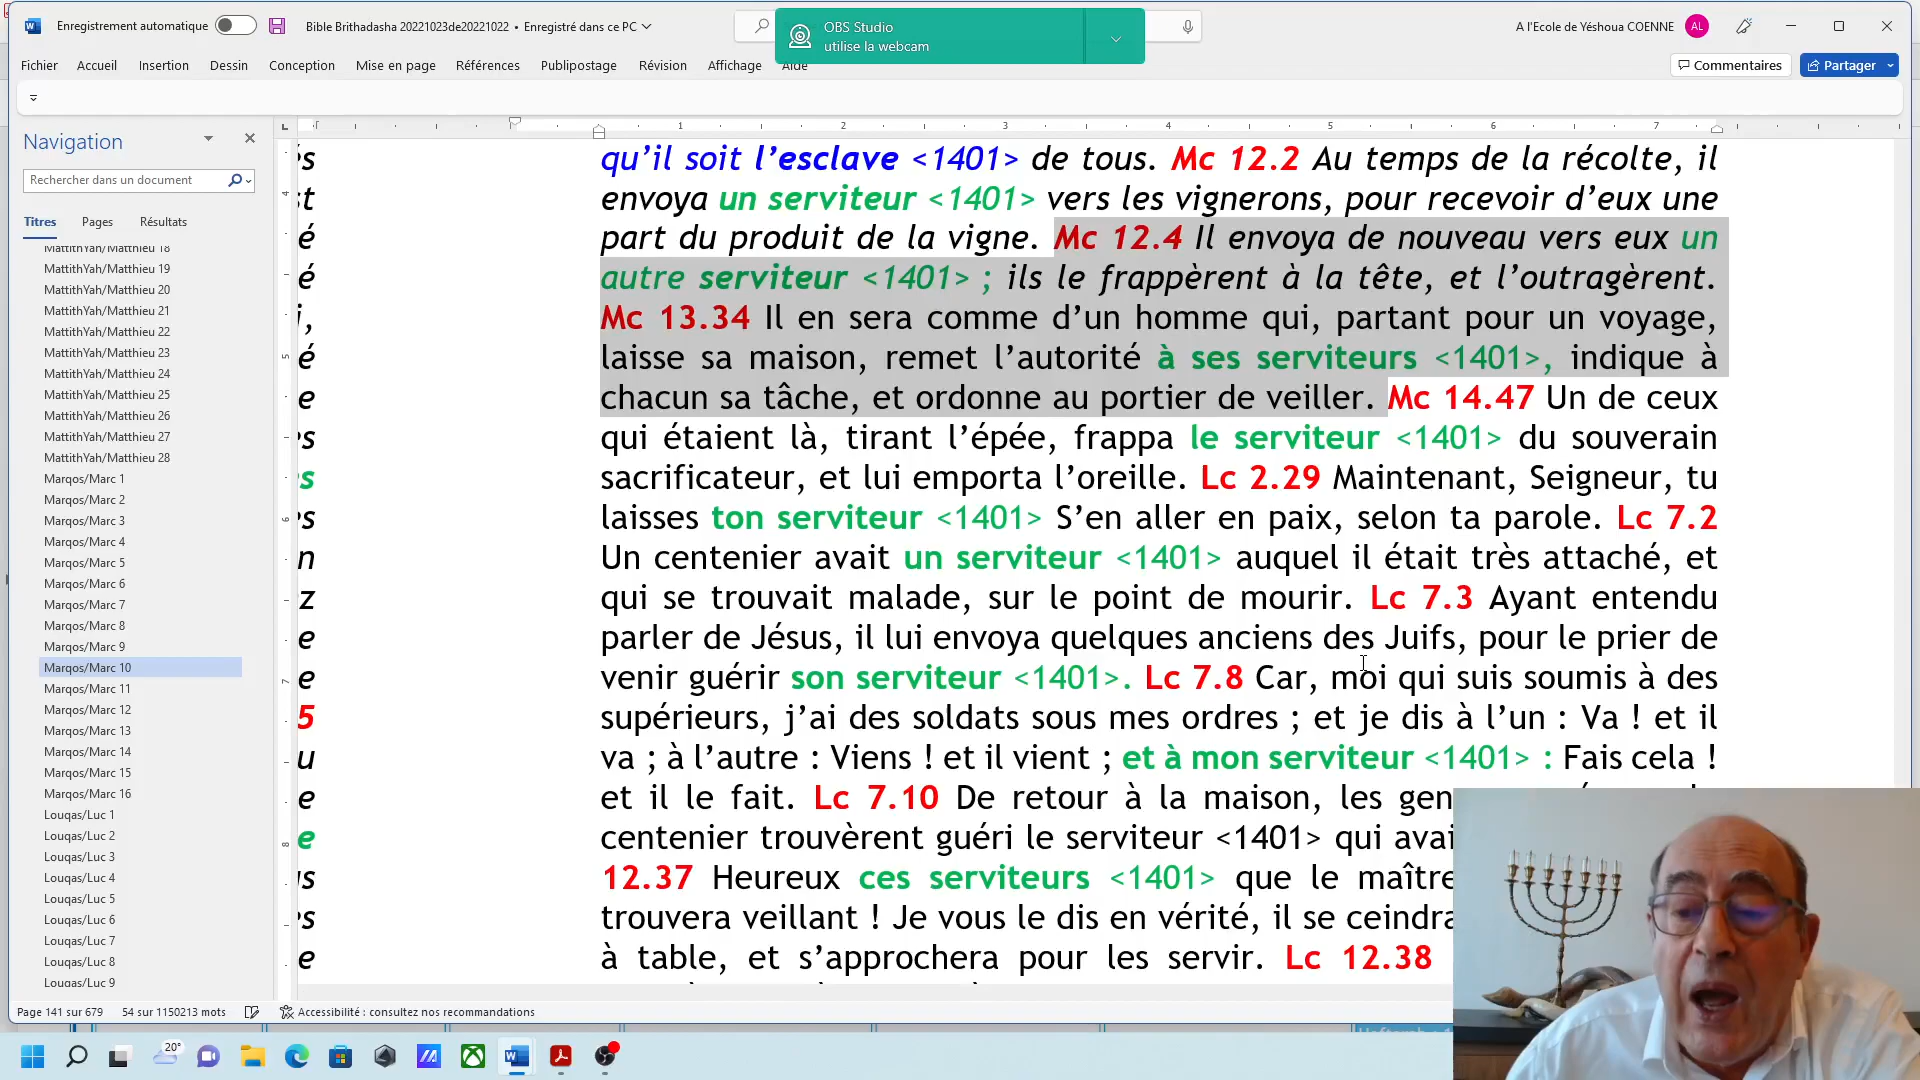 Enregistrement automatique
Bible Brithadasha 20221023de20221022 • Enregistré dans ce PC
OBS Studio
utilise la webcam
A l'Ecole de Yéshoua COENNE
AL
Fichier Accueil Insertion Dessin Conception Mise en page Références Publipostage Révision Affichage Aide
Commentaires
Partager
Navigation
Rechercher dans un document
Titres Pages Résultats
MattithYah/Matthieu 18
MattithYah/Matthieu 19
MattithYah/Matthieu 20
MattithYah/Matthieu 21
MattithYah/Matthieu 22
MattithYah/Matthieu 23
MattithYah/Matthieu 24
MattithYah/Matthieu 25
MattithYah/Matthieu 26
MattithYah/Matthieu 27
MattithYah/Matthieu 28
Marqos/Marc 1
Marqos/Marc 2
Marqos/Marc 3
Marqos/Marc 4
Marqos/Marc 5
Marqos/Marc 6
Marqos/Marc 7
Marqos/Marc 8
Marqos/Marc 9
Marqos/Marc 10
Marqos/Marc 11
Marqos/Marc 12
Marqos/Marc 13
Marqos/Marc 14
Marqos/Marc 15
Marqos/Marc 16
Louqas/Luc 1
Louqas/Luc 2
Louqas/Luc 3
Louqas/Luc 4
Louqas/Luc 5
Louqas/Luc 6
Louqas/Luc 7
Louqas/Luc 8
Louqas/Luc 9
1 2 3 4 5 6 7
qu'il soit l'esclave <1401> de tous. Mc 12.2 Au temps de la récolte, il
envoya un serviteur <1401> vers les vignerons, pour recevoir d'eux une
part du produit de la vigne. Mc 12.4 Il envoya de nouveau vers eux un
autre serviteur <1401> ; ils le frappèrent à la tête, et l'outragèrent.
Mc 13.34 Il en sera comme d'un homme qui, partant pour un voyage,
laisse sa maison, remet l'autorité à ses serviteurs <1401>, indique à
chacun sa tâche, et ordonne au portier de veiller. Mc 14.47 Un de ceux
qui étaient là, tirant l'épée, frappa le serviteur <1401> du souverain
sacrificateur, et lui emporta l'oreille. Lc 2.29 Maintenant, Seigneur, tu
laisses ton serviteur <1401> S'en aller en paix, selon ta parole. Lc 7.2
Un centenier avait un serviteur <1401> auquel il était très attaché, et
qui se trouvait malade, sur le point de mourir. Lc 7.3 Ayant entendu
parler de Jésus, il lui envoya quelques anciens des Juifs, pour le prier de
venir guérir son serviteur <1401>. Lc 7.8 Car, moi qui suis soumis à des
supérieurs, j'ai des soldats sous mes ordres ; et je dis à l'un : Va ! et il
va ; à l'autre : Viens ! et il vient ; et à mon serviteur <1401> : Fais cela !
et il le fait. Lc 7.10 De retour à la maison, les gen
centenier trouvèrent guéri le serviteur <1401> qui avai
12.37 Heureux ces serviteurs <1401> que le maître
trouvera veillant ! Je vous le dis en vérité, il se ceindra
à table, et s'approchera pour les servir. Lc 12.38
Page 141 sur 679 54 sur 1150213 mots Accessibilité : consultez nos recommandations
20°